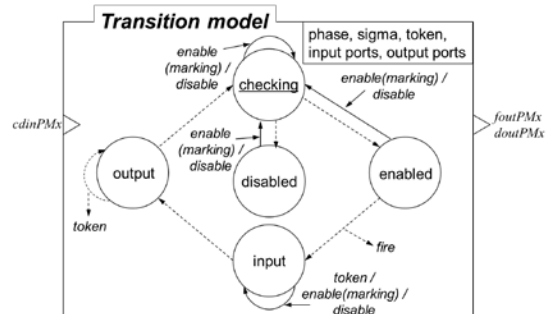 Transition model
phase, sigma, token,
input ports, output ports
enable
(marking) /
disable
checking
enable(marking) /
disable
cdinPMx
foutPMx
doutPMx
enable
(marking) /
disable
output
disabled
enabled
token
fire
input
token /
enable(marking) /
disable